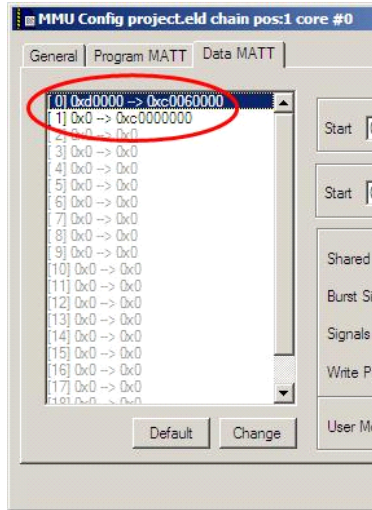 MMU Config project.eld chain pos:1 core #0
General Program MATT Data MATT
[ 0] 0xd0000 --> 0xc0060000
[ 1] 0x0 --> 0xc0000000
[ 2] 0x0 --> 0x0
[ 3] 0x0 --> 0x0
[ 4] 0x0 --> 0x0
[ 5] 0x0 --> 0x0
[ 6] 0x0 --> 0x0
[ 7] 0x0 --> 0x0
[ 8] 0x0 --> 0x0
[ 9] 0x0 --> 0x0
[10] 0x0 --> 0x0
[11] 0x0 --> 0x0
[12] 0x0 --> 0x0
[13] 0x0 --> 0x0
[14] 0x0 --> 0x0
[15] 0x0 --> 0x0
[16] 0x0 --> 0x0
[17] 0x0 --> 0x0
[18] 0x0 --> 0x0
Default Change
Start
Start
Shared
Burst Si
Signals
Write P
User M